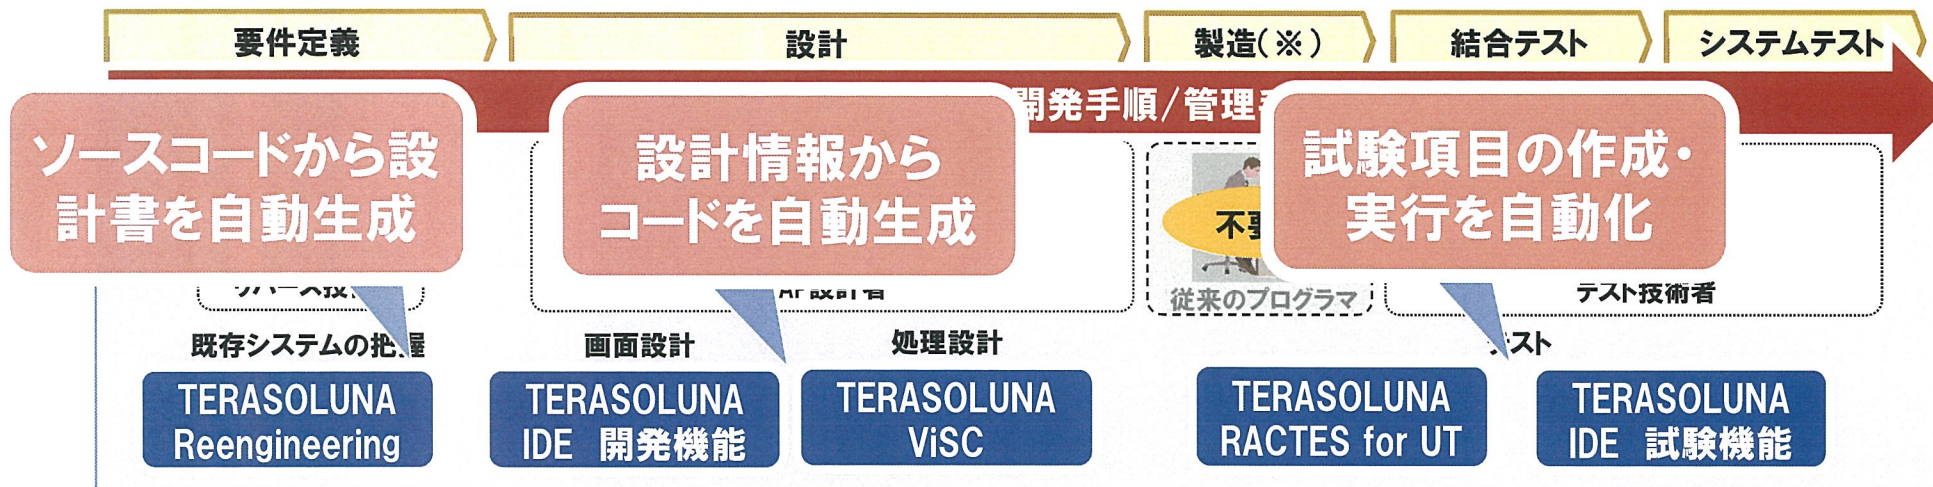 要件定義
設計
製造(※)
結合テスト
システムテスト
開発手順/管理
ソースコードから設
計書を自動生成
設計情報から
コードを自動生成
試験項目の作成・
実行を自動化
従来のプログラマ
テスト技術者
既存システムの把握
画面設計
処理設計
テスト
TERASOLUNA
Reengineering
TERASOLUNA
IDE 開発機能
TERASOLUNA
ViSC
TERASOLUNA
RACTES for UT
TERASOLUNA
IDE 試験機能